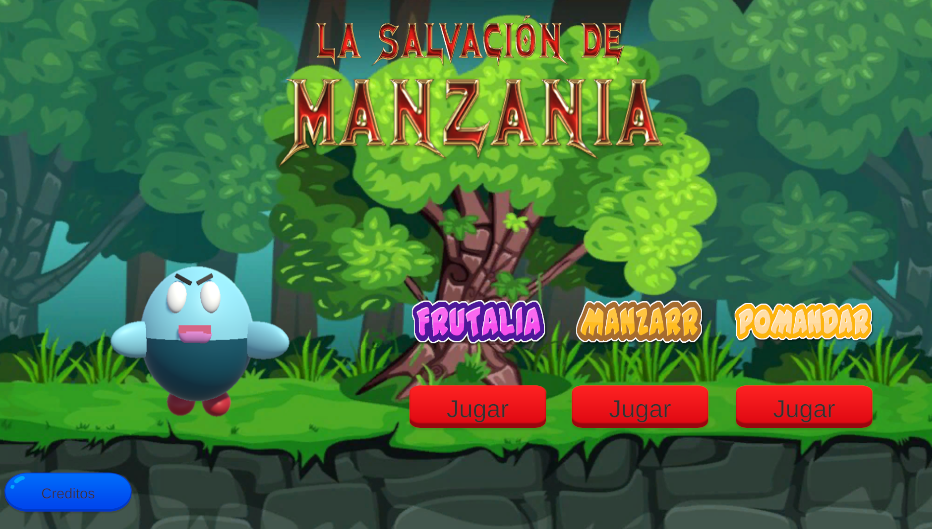 LA SALVACIÓN DE
MANZANIA
FRUTALIA MANZARR POMANDAR
Jugar Jugar Jugar
Creditos